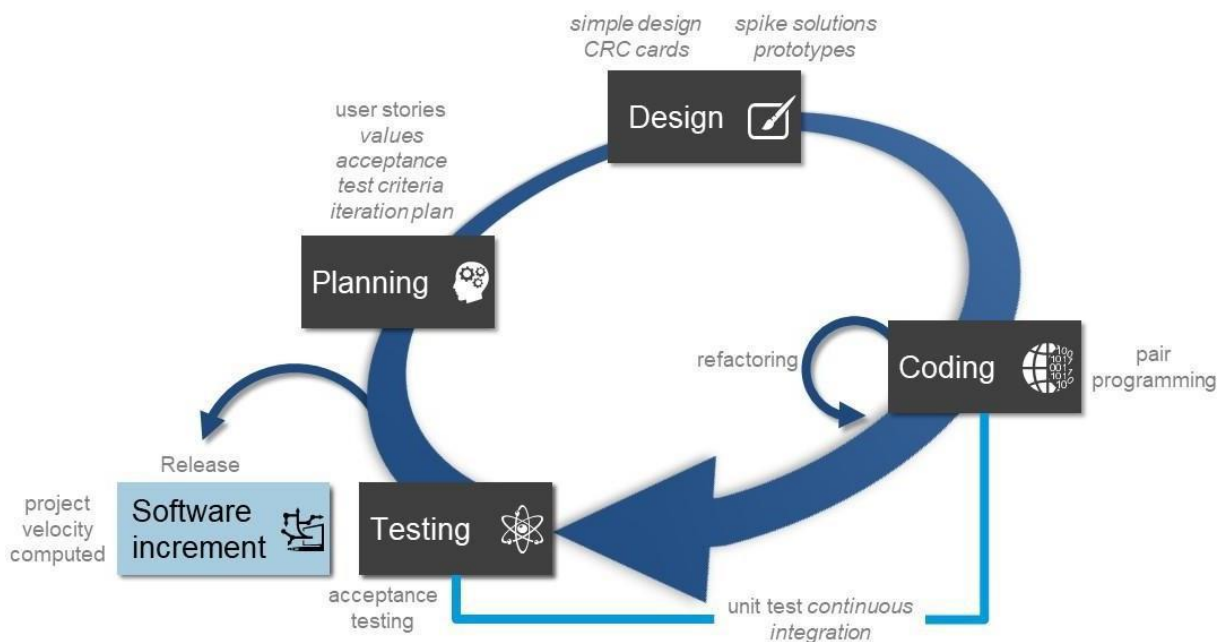 simple design
CRC cards
spike solutions
prototypes
Design
user stories
values
acceptance
test criteria
iteration plan
Planning
refactoring
Coding
pair
programming
Release
project
velocity
computed
Software
increment
Testing
acceptance
testing
unit test continuous
integration